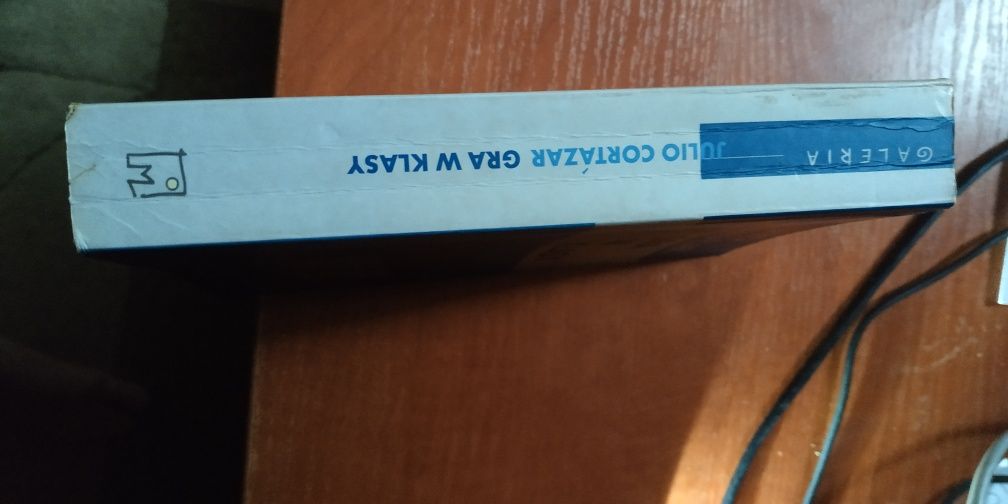 GALERIA
JULIO CORTÁZAR GRA W KLASY
M